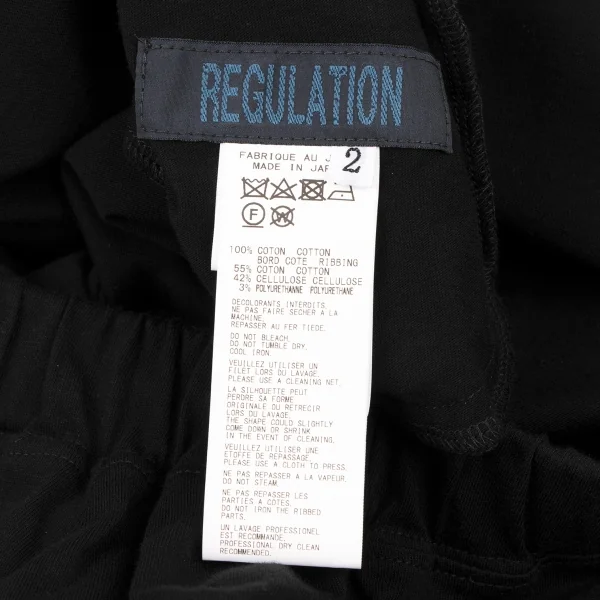 REGULATION
FABRIQUE AU J
2
MADE IN JAP
F
W
100% COTON COTTON
BORD COTE RIBBING
55% COTON COTTON
42% CELLULOSE CELLULOSE
3% POLYURETHANNE POLYURETHANE
DECOLORANTS INTERDITS.
NE PAS FAIRE SECHER A LA
MACHINE.
REPASSER AU FER TIEDE.
DO NOT BLEACH.
DO NOT TUMBLE DRY.
COOL IRON.
VEUILLEZ UTILISER UN
FILET LORS DU LAVAGE.
PLEASE USE A CLEANING NET.
LA SILHOUETTE PEUT
PERDRE SA FORME
ORIGINALE OU RETRECIR
LORS DU LAVAGE.
THE SHAPE COULD SLIGHTLY
COME DOWN OR SHRINK
IN THE EVENT OF CLEANING.
VEUILLEZ UTILISER UN
ETOFFE DE REPASSAGE.
PLEASE USE A CLOTH TO PRESS.
NE PAS REPASSER A LA VAPEUR.
DO NOT STEAM.
NE PAS REPASSER LES
PARTIES A COTES.
DO NOT IRON THE RIBBED
PARTS.
UN LAVAGE PROFESSIONEL
EST RECOMMANDE.
PROFESSIONAL DRY CLEAN
RECOMMENDED.